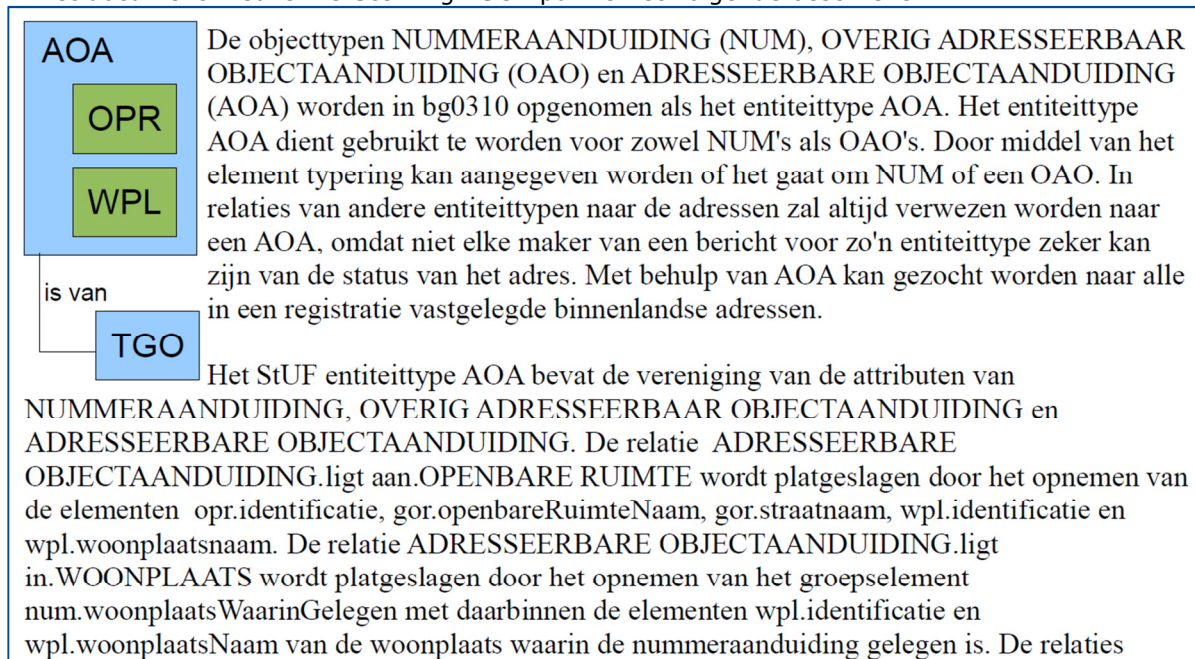 AOA
OPR
WPL
is van
TGO
De objecttypen NUMMERAANDUIDING (NUM), OVERIG ADRESSEERBAAR
OBJECTAANDUIDING (OAO) en ADRESSEERBARE OBJECTAANDUIDING
(AOA) worden in bg0310 opgenomen als het entiteittype AOA. Het entiteittype
AOA dient gebruikt te worden voor zowel NUM's als OAO's. Door middel van het
element typering kan aangegeven worden of het gaat om NUM of een OAO. In
relaties van andere entiteittypen naar de adressen zal altijd verwezen worden naar
een AOA, omdat niet elke maker van een bericht voor zo'n entiteittype zeker kan
zijn van de status van het adres. Met behulp van AOA kan gezocht worden naar alle
in een registratie vastgelegde binnenlandse adressen.
Het StUF entiteittype AOA bevat de vereniging van de attributen van
NUMMERAANDUIDING, OVERIG ADRESSEERBAAR OBJECTAANDUIDING en
ADRESSEERBARE OBJECTAANDUIDING. De relatie ADRESSEERBARE
OBJECTAANDUIDING.ligt aan.OPENBARE RUIMTE wordt platgeslagen door het opnemen van
de elementen opr.identificatie, gor.openbareRuimteNaam, gor.straatnaam, wpl.identificatie en
wpl.woonplaatsnaam. De relatie ADRESSEERBARE OBJECTAANDUIDING.ligt
in.WOONPLAATS wordt platgeslagen door het opnemen van het groepselement
num.woonplaatsWaarinGelegen met daarbinnen de elementen wpl.identificatie en
wpl.woonplaatsNaam van de woonplaats waarin de nummeraanduiding gelegen is. De relaties